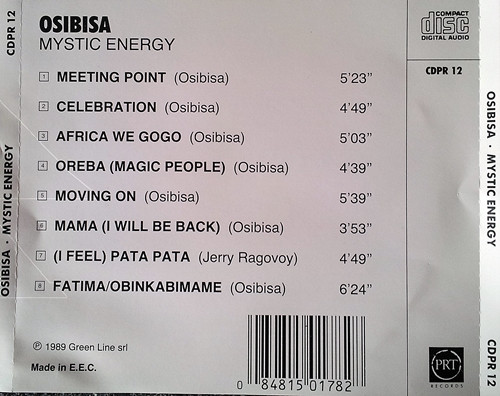 CDPR 12
OSIBISA · MYSTIC ENERGY
OSIBISA
MYSTIC ENERGY
1 MEETING POINT (Osibisa) 5'23"
2 CELEBRATION (Osibisa) 4'49"
3 AFRICA WE GOGO (Osibisa) 5'03"
4 OREBA (MAGIC PEOPLE) (Osibisa) 4'39"
5 MOVING ON (Osibisa) 5'39"
6 MAMA (I WILL BE BACK) (Osibisa) 3'53"
7 (I FEEL) PATA PATA (Jerry Ragovoy) 4'49"
8 FATIMA/OBINKABIMAME (Osibisa) 6'24"
℗ 1989 Green Line srl
Made in E.E.C.
0 84815 01782
COMPACT
disc
DIGITAL AUDIO
CDPR 12
PRT
RECORDS
OSIBISA · MYSTIC ENERGY
CDPR 12